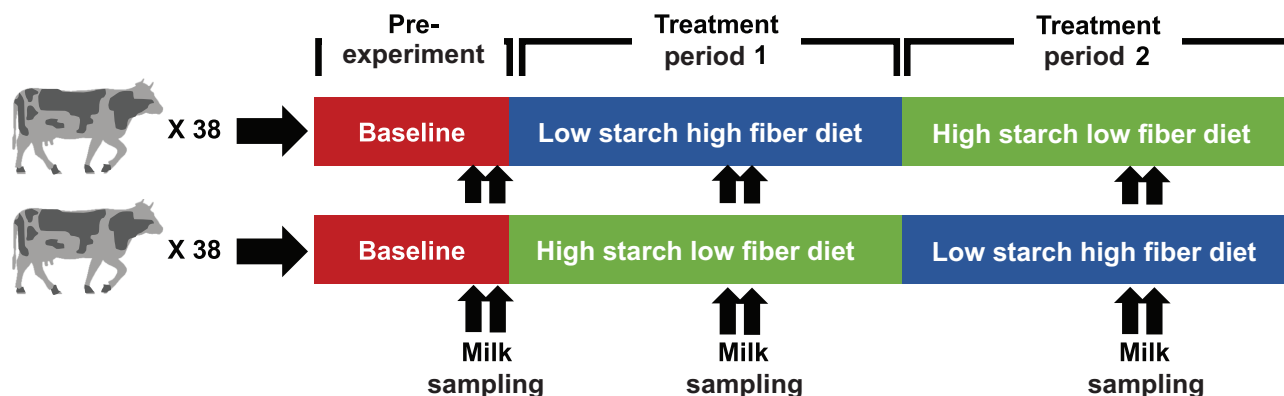 Pre-
experiment
Treatment
period 1
Treatment
period 2
X 38
Baseline
Low starch high fiber diet
High starch low fiber diet
X 38
Baseline
High starch low fiber diet
Low starch high fiber diet
Milk
sampling
Milk
sampling
Milk
sampling